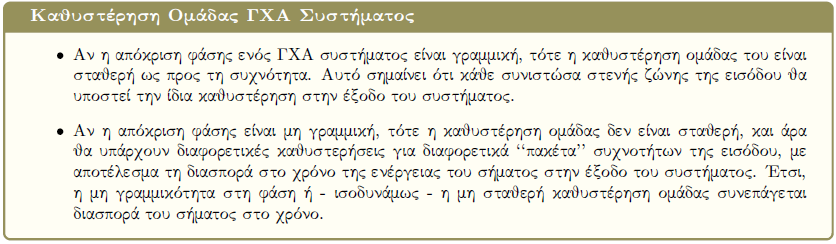 Καθυστέρηση Ομάδας ΓΧΑ Συστήματος
• Αν η απόκριση φάσης ενός ΓΧΑ συστήματος είναι γραμμική, τότε η καθυστέρηση ομάδας του είναι
σταθερή ως προς τη συχνότητα. Αυτό σημαίνει ότι κάθε συνιστώσα στενής ζώνης της εισόδου θα
υποστεί την ίδια καθυστέρηση στην έξοδο του συστήματος.
• Αν η απόκριση φάσης είναι μη γραμμική, τότε η καθυστέρηση ομάδας δεν είναι σταθερή, και άρα
θα υπάρχουν διαφορετικές καθυστερήσεις για διαφορετικά “πακέτα” συχνοτήτων της εισόδου, με
αποτέλεσμα τη διασπορά στο χρόνο της ενέργειας του σήματος στην έξοδο του συστήματος. Έτσι,
η μη γραμμικότητα στη φάση ή - ισοδυνάμως - η μη σταθερή καθυστέρηση ομάδας συνεπάγεται
διασπορά του σήματος στο χρόνο.